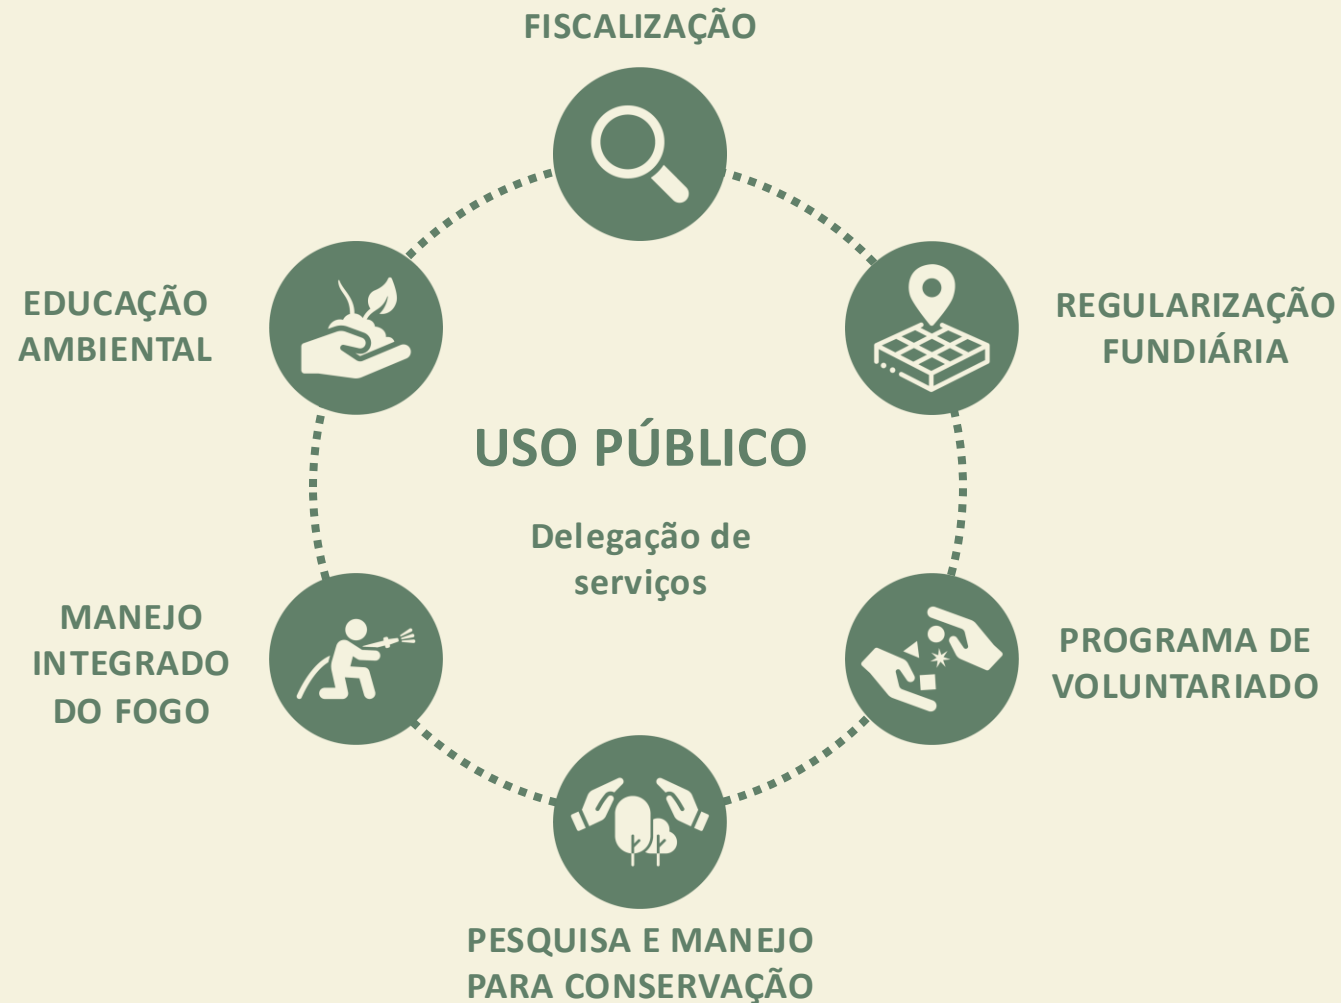 FISCALIZAÇÃO
EDUCAÇÃO
AMBIENTAL
REGULARIZAÇÃO
FUNDIÁRIA
USO PÚBLICO
Delegação de
serviços
MANEJO
INTEGRADO
DO FOGO
PROGRAMA DE
VOLUNTARIADO
PESQUISA E MANEJO
PARA CONSERVAÇÃO